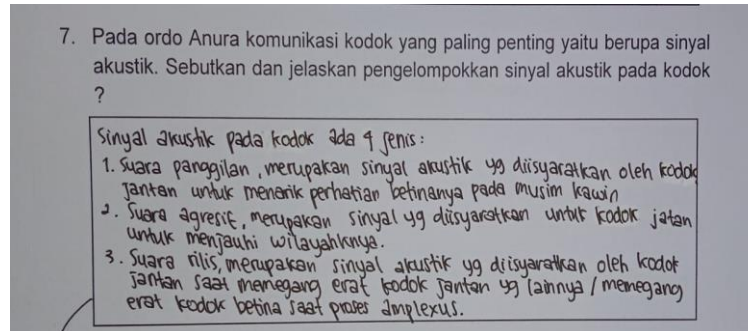 7. Pada ordo Anura komunikasi kodok yang paling penting yaitu berupa sinyal
akustik. Sebutkan dan jelaskan pengelompokkan sinyal akustik pada kodok
?
Sinyal akustik pada kodok ada 4 jenis :
1. Suara panggilan, merupakan sinyal akustik yg diisyaratkan oleh kodok
jantan untuk menarik perhatian betinanya pada musim kawin
2. Suara agresif, merupakan sinyal yg diisyaratkan untuk kodok jatan
untuk menjauhi wilayahknya.
3. Suara rilis, merupakan sinyal akustik yg diisyaratkan oleh kodok
jantan saat memegang erat kodok jantan yg lainnya / memegang
erat kodok betina saat proses amplexus.